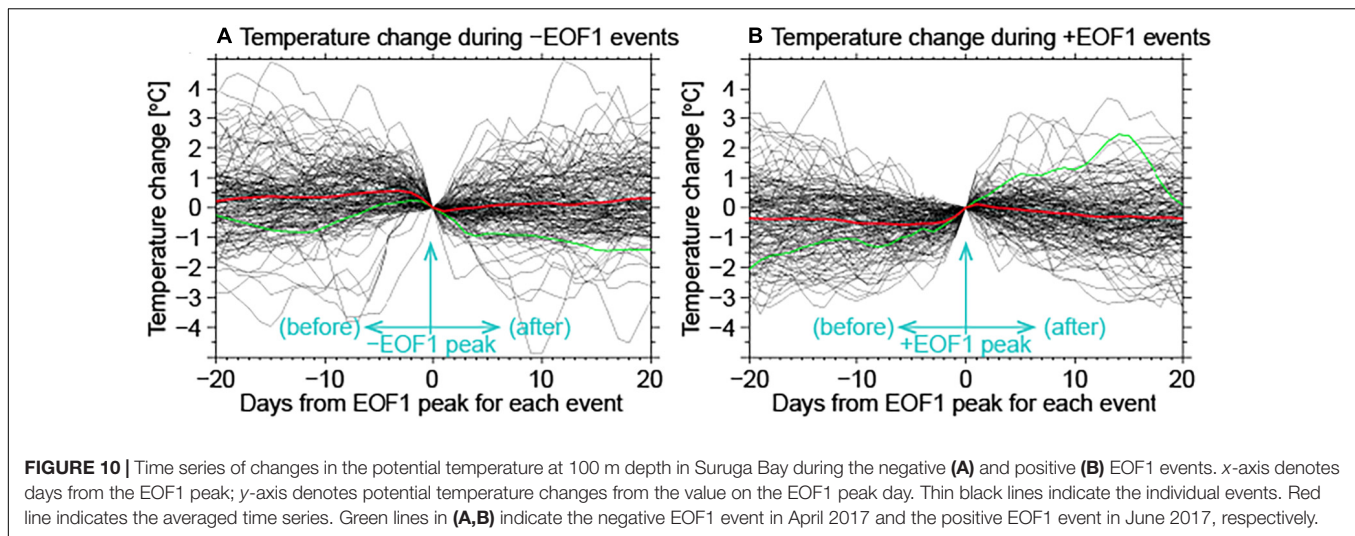 A Temperature change during −EOF1 events
Temperature change [°C]
4
3
2
1
0
−1
−2
−3
−4
(before)
(after)
−EOF1 peak
−20
−10
0
10
20
Days from EOF1 peak for each event
B Temperature change during +EOF1 events
Temperature change [°C]
4
3
2
1
0
−1
−2
−3
−4
(before)
(after)
+EOF1 peak
−20
−10
0
10
20
Days from EOF1 peak for each event
FIGURE 10 | Time series of changes in the potential temperature at 100 m depth in Suruga Bay during the negative (A) and positive (B) EOF1 events. x-axis denotes
days from the EOF1 peak; y-axis denotes potential temperature changes from the value on the EOF1 peak day. Thin black lines indicate the individual events. Red
line indicates the averaged time series. Green lines in (A,B) indicate the negative EOF1 event in April 2017 and the positive EOF1 event in June 2017, respectively.